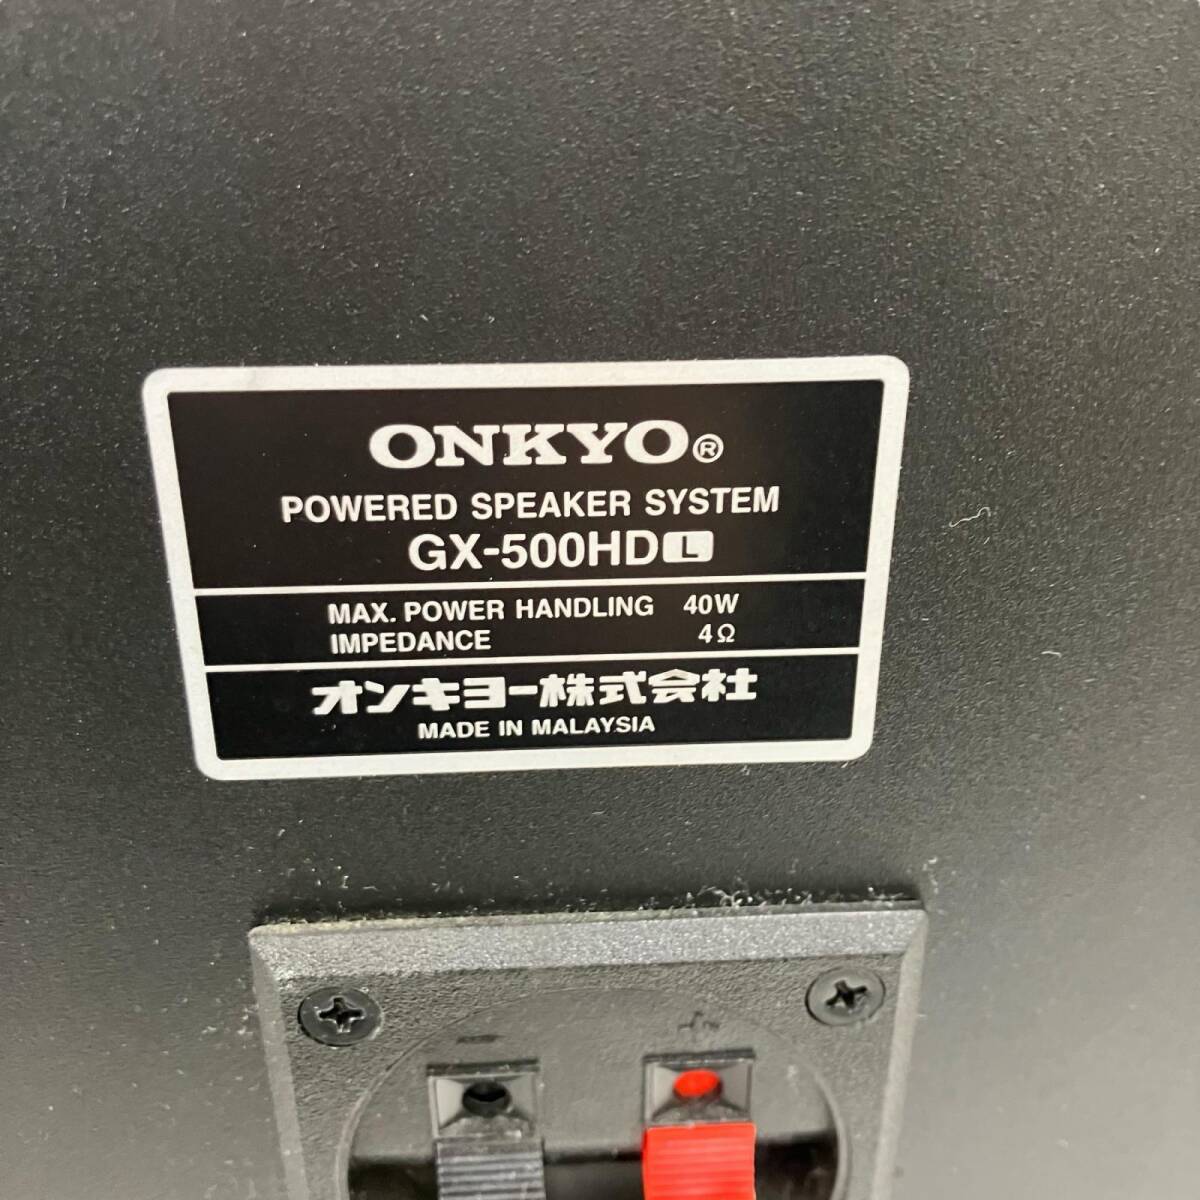 ONKYO®
POWERED SPEAKER SYSTEM
GX-500HD L
MAX. POWER HANDLING 40W
IMPEDANCE 4Ω
オンキヨー株式会社
MADE IN MALAYSIA